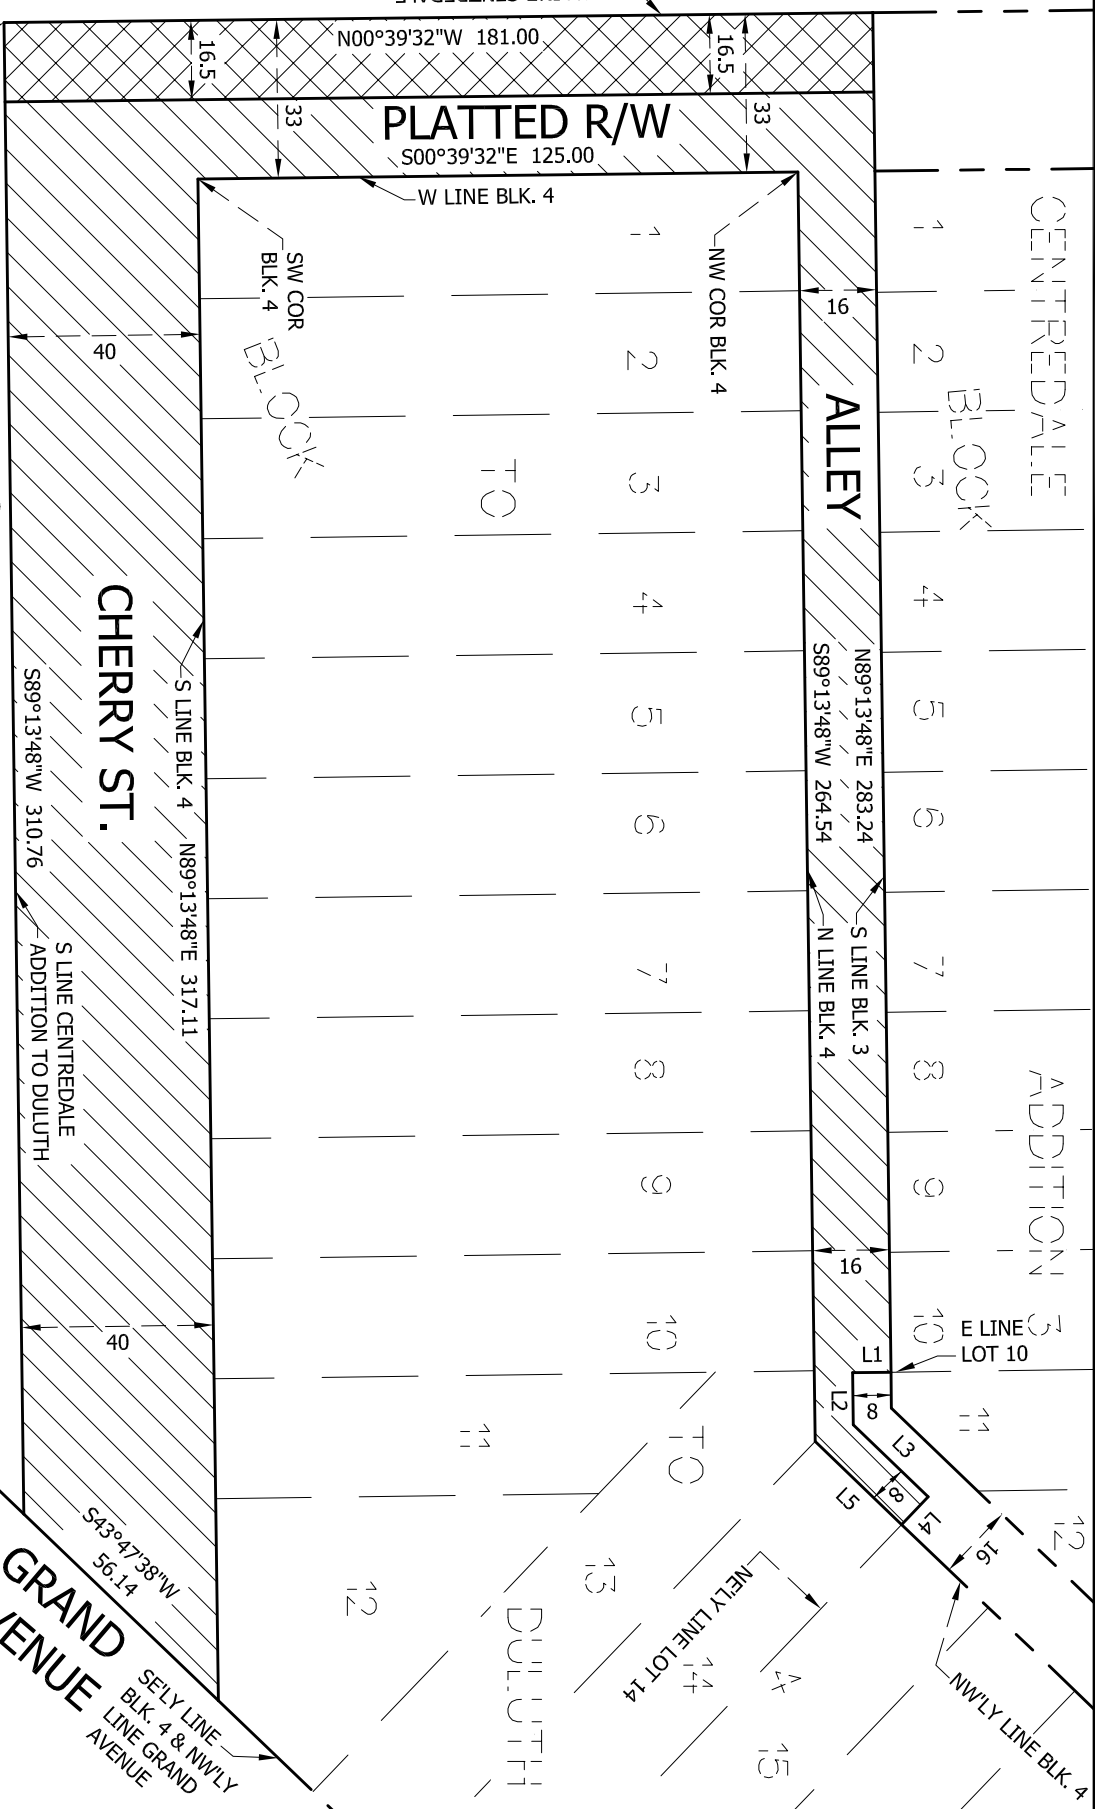 N00°39'32"W 181.00
16.5
16.5
33
33
PLATTED R/W
S00°39'32"E 125.00
W LINE BLK. 4
SW COR
BLK. 4
NW COR BLK. 4
CENTREDALE
ADDITION
TO
TO
DULUTH
BLOCK
3
BLOCK
4
1
2
3
4
5
6
7
8
9
10
11
12
1
2
3
4
5
6
7
8
9
10
11
12
13
14
15
16
ALLEY
N89°13'48"E 283.24
S89°13'48"W 264.54
S LINE BLK. 3
N LINE BLK. 4
16
E LINE
LOT 10
L1
L2
8
L3
8
L4
L5
16
NE'LY LINE LOT 14
NW'LY LINE BLK. 4
40
CHERRY ST.
S LINE BLK. 4 N89°13'48"E 317.11
S89°13'48"W 310.76
S LINE CENTREDALE
ADDITION TO DULUTH
40
S43°47'38"W
56.14
GRAND
SE'LY LINE
BLK. 4 & NW'LY
LINE GRAND
AVENUE